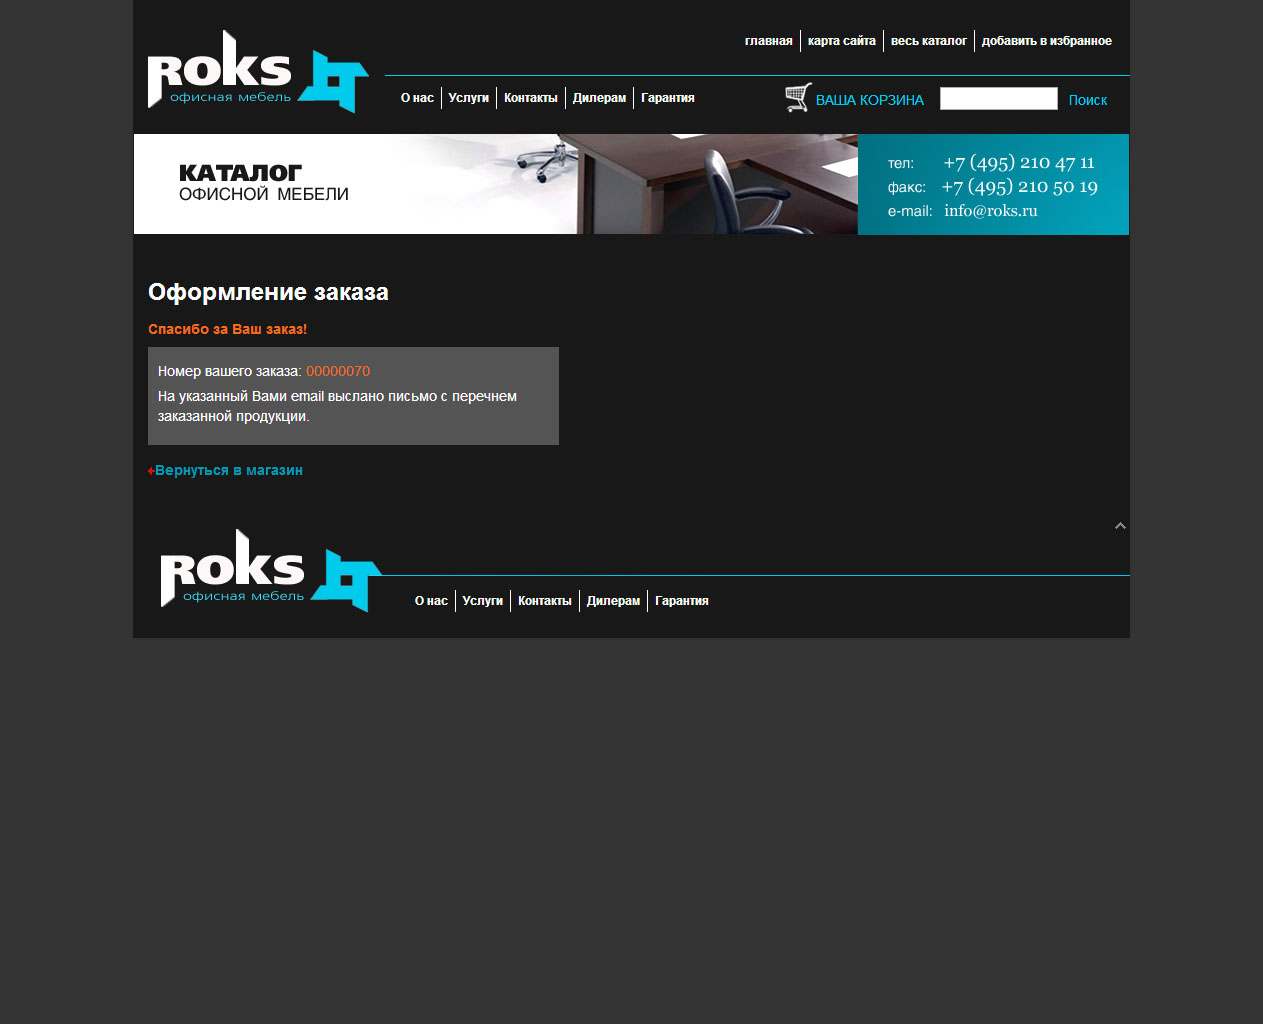 главная карта сайта весь каталог добавить в избранное
roks
офисная мебель
О нас Услуги Контакты Дилерам Гарантия
ВАША КОРЗИНА
Поиск
КАТАЛОГ
ОФИСНОЙ МЕБЕЛИ
тел: +7 (495) 210 47 11
факс: +7 (495) 210 50 19
e-mail: info@roks.ru
Оформление заказа
Спасибо за Ваш заказ!
Номер вашего заказа: 00000070
На указанный Вами email выслано письмо с перечнем
заказанной продукции.
Вернуться в магазин
roks
офисная мебель
О нас Услуги Контакты Дилерам Гарантия